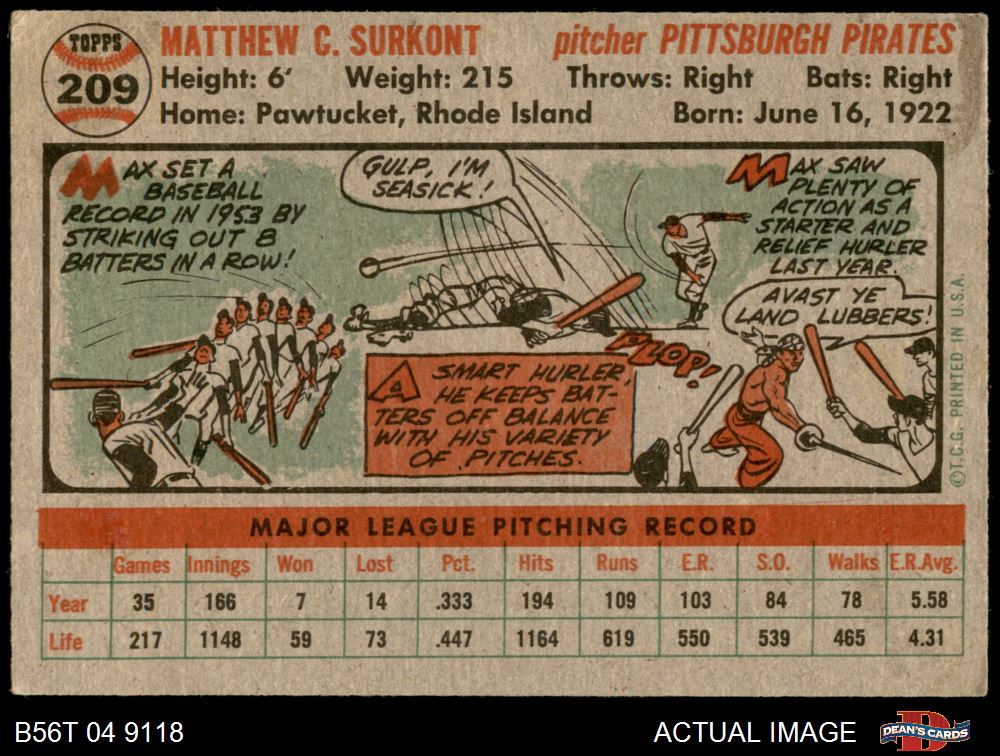 TOPPS
209
MATTHEW C. SURKONT pitcher PITTSBURGH PIRATES
Height: 6' Weight: 215 Throws: Right Bats: Right
Home: Pawtucket, Rhode Island Born: June 16, 1922
MAX SET A
BASEBALL
RECORD IN 1953 BY
STRIKING OUT 8
BATTERS IN A ROW!
GULP, I'M
SEASICK!
A SMART HURLER,
HE KEEPS BAT-
TERS OFF BALANCE
WITH HIS VARIETY
OF PITCHES.
PLOP!
MAX SAW
PLENTY OF
ACTION AS A
STARTER AND
RELIEF HURLER
LAST YEAR.
AVAST YE
LAND LUBBERS!
©T.C.G. PRINTED IN U.S.A.
MAJOR LEAGUE PITCHING RECORD
Games Innings Won Lost Pct. Hits Runs E.R. S.O. Walks E.R.Avg.
Year 35 166 7 14 .333 194 109 103 84 78 5.58
Life 217 1148 59 73 .447 1164 619 550 539 465 4.31
B56T 04 9118 ACTUAL IMAGE DEAN'S CARDS